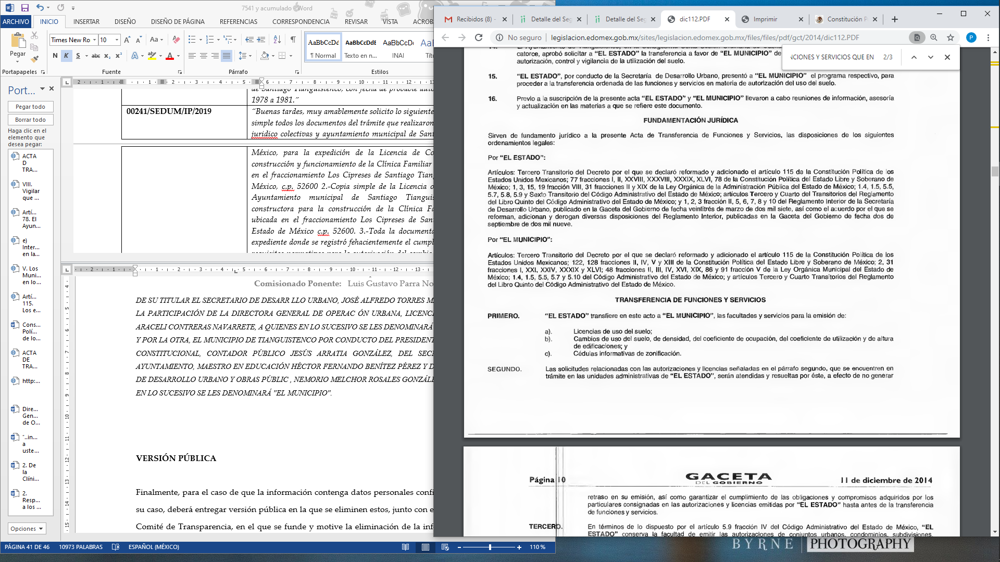 7541 y acumulado - Word
ARCHIVO INICIO INSERTAR DISEÑO DISEÑO DE PÁGINA REFERENCIAS CORRESPONDENCIA REVISAR VISTA ACROB
Times New Ro 10
Pegar
N K S abc x₂ x²
AaBbCcDc AaBbCcDdE AaBbCcDc
¶ Normal Texto en n... INAI
Portapapeles Fuente Párrafo Estilos
Port...
Pegar todo
Borrar todo
Haga clic en el
elemento que
desea pegar:
ACTA
D
TRA...
VIII.
Vigilar
que ...
Artí...
78. El
Ayun...
e)
Inter...
en la...
V. Los
Muni...
en lo...
Artí...
115.
Los e...
Cons...
Polí...
de lo...
ACTA
DE
TRA...
http:...
Dire...
Gen...
de O...
"..in...
a
uste...
2. De
la
Clíni...
2.
Resp...
a los ...
Opciones
1978 a 1981.”
00241/SEDUM/IP/2019
“Buenas tardes, muy amablemente solicito lo siguiente
simple todos los documentos del trámite que realizaron
juridico colectivas y ayuntamiento municipal de San
México, para la expedición de la Licencia de Co
construcción y funcionamiento de la Clínica Familiar
en el fraccionamiento Los Cipreses de Santiago Tiang
México, c.p. 52600 2.-Copia simple de la Licencia o
Ayuntamiento municipal de Santiago Tianguis
constructora para la construcción de la Clínica Fa
ubicada en el fraccionamiento Los Cipreses de San
Estado de México c.p. 52600. 3.-Toda la documenta
expediente donde se registró fehacientemente el cumpl
Comisionado Ponente: Luis Gustavo Parra No
DE SU TITULAR EL SECRETARIO DE DESARR LLO URBANO, JOSÉ ALFREDO TORRES M
LA PARTICIPACIÓN DE LA DIRECTORA GENERAL DE OPERAC ÓN URBANA, LICENCI
ARACELI CONTRERAS NAVARRETE, A QUIENES EN LO SUCESIVO SE LES DENOMINARÁ
Y POR LA OTRA, EL MUNICIPIO DE TIANGUISTENCO POR CONDUCTO DEL PRESIDENT
CONSTITUCIONAL, CONTADOR PÚBLICO JESÚS ARRATIA GONZÁLEZ, DEL SEC
AYUNTAMIENTO, MAESTRO EN EDUCACIÓN HÉCTOR FERNANDO BENÍTEZ PÉREZ Y D
DE DESARROLLO URBANO Y OBRAS PÚBLIC , NEMORIO MELCHOR ROSALES GONZÁLE
EN LO SUCESIVO SE LES DENOMINARÁ "EL MUNICIPIO".
VERSIÓN PÚBLICA
Finalmente, para el caso de que la información contenga datos personales confi
su caso, deberá entregar versión pública en la que se eliminen estos, junto con e
Comité de Transparencia, en el que se funde y motive la eliminación de la inf
PÁGINA 41 DE 46 10973 PALABRAS ESPAÑOL (MÉXICO) 110 %
Recibidos (8) - Detalle del Seg Detalle del Seg dic112.PDF Imprimir Constitución P
No seguro legislacion.edomex.gob.mx/sites/legislacion.edomex.gob.mx/files/files/pdf/gct/2014/dic112.PDF
P
NCIONES Y SERVICIOS QUE EN 2/3
catorce, aprobó solicitar a “EL ESTADO” la transferencia a favor de “EL MUNICIPIO” de
autorización, control y vigilancia de la utilización del suelo.
15. “EL ESTADO”, por conducto de la Secretaría de Desarrollo Urbano, presentó a “EL MUNICIPIO” el programa respectivo, para
proceder a la transferencia ordenada de las funciones y servicios en materia de autorización del uso del suelo.
16. Previo a la suscripción de la presente acta “EL ESTADO” y “EL MUNICIPIO” llevaron a cabo reuniones de información, asesoría
y actualización en las materias a que se refiere este documento.
FUNDAMENTACIÓN JURÍDICA
Sirven de fundamento jurídico a la presente Acta de Transferencia de Funciones y Servicios, las disposiciones de los siguientes
ordenamientos legales:
Por “EL ESTADO”:
Artículos: Tercero Transitorio del Decreto por el que se declaró reformado y adicionado el artículo 115 de la Constitución Política de los
Estados Unidos Mexicanos; 77 fracciones I, II, XXVIII, XXXVIII, XXXIX, XLVI, 78 de la Constitución Política del Estado Libre y Soberano de
México; 1, 3, 15, 19 fracción VIII, 31 fracciones II y XIX de la Ley Orgánica de la Administración Pública del Estado de México; 1.4, 1.5, 5.5,
5.7, 5.8, 5.9 y Sexto Transitorio del Código Administrativo del Estado de México; artículos Tercero y Cuarto del Transitorios del Reglamento
del Libro Quinto del Código Administrativo del Estado de México; y 1, 2, 3 fracción II, 5, 6, 7, 8 y 10 del Reglamento Interior de la Secretaría
de Desarrollo Urbano, publicado en la Gaceta del Gobierno de fecha veintitrés de marzo de dos mil siete, así como el acuerdo por el que se
reforman, adicionan y derogan diversas disposiciones del Reglamento Interior, publicadas en la Gaceta del Gobierno de fecha dos de
septiembre de dos mil nueve.
Por “EL MUNICIPIO”:
Artículos: Tercero Transitorio del Decreto por el que se declaró reformado y adicionado el artículo 115 de la Constitución Política de los
Estados Unidos Mexicanos; 122, 128 fracciones II, IV, V y XIII de la Constitución Política del Estado Libre y Soberano de México; 2, 31
fracciones I, XXI, XXIV, XXXIX y XLVI; 48 fracciones II, III, IV, XVI, XIX, 86 y 91 fracción V de la Ley Orgánica Municipal del Estado de
México; 1.4, 1.5, 5.5, 5.7 y 5.10 del Código Administrativo del Estado de México; y artículos Tercero y Cuarto Transitorios del Reglamento
del Libro Quinto del Código Administrativo del Estado de México.
TRANSFERENCIA DE FUNCIONES Y SERVICIOS
PRIMERO. “EL ESTADO” transfiere en este acto a “EL MUNICIPIO”, las facultades y servicios para la emisión de:
a). Licencias de uso del suelo;
b). Cambios de uso del suelo, de densidad, del coeficiente de ocupación, del coeficiente de utilización y de altura
de edificaciones; y
c). Cédulas informativas de zonificación.
SEGUNDO. Las solicitudes relacionadas con las autorizaciones y licencias señaladas en el párrafo segundo, que se encuentren en
trámite en las unidades administrativas de “EL ESTADO”, serán atendidas y resueltas por éste, a efecto de no generar
Página 10 GACETA DEL GOBIERNO 11 de diciembre de 2014
retraso en su emisión, así como garantizar el cumplimiento de las obligaciones y compromisos adquiridos por los
particulares consignadas en las autorizaciones y licencias emitidas por “EL ESTADO” hasta antes de la transferencia
de funciones y servicios.
TERCERO. En términos de lo dispuesto por el artículo 5.9 fracción IV del Código Administrativo del Estado de México, “EL
ESTADO” conserva la facultad de emitir las autorizaciones de conjuntos urbanos, condominios, subdivisiones,
BYRNE PHOTOGRAPHY